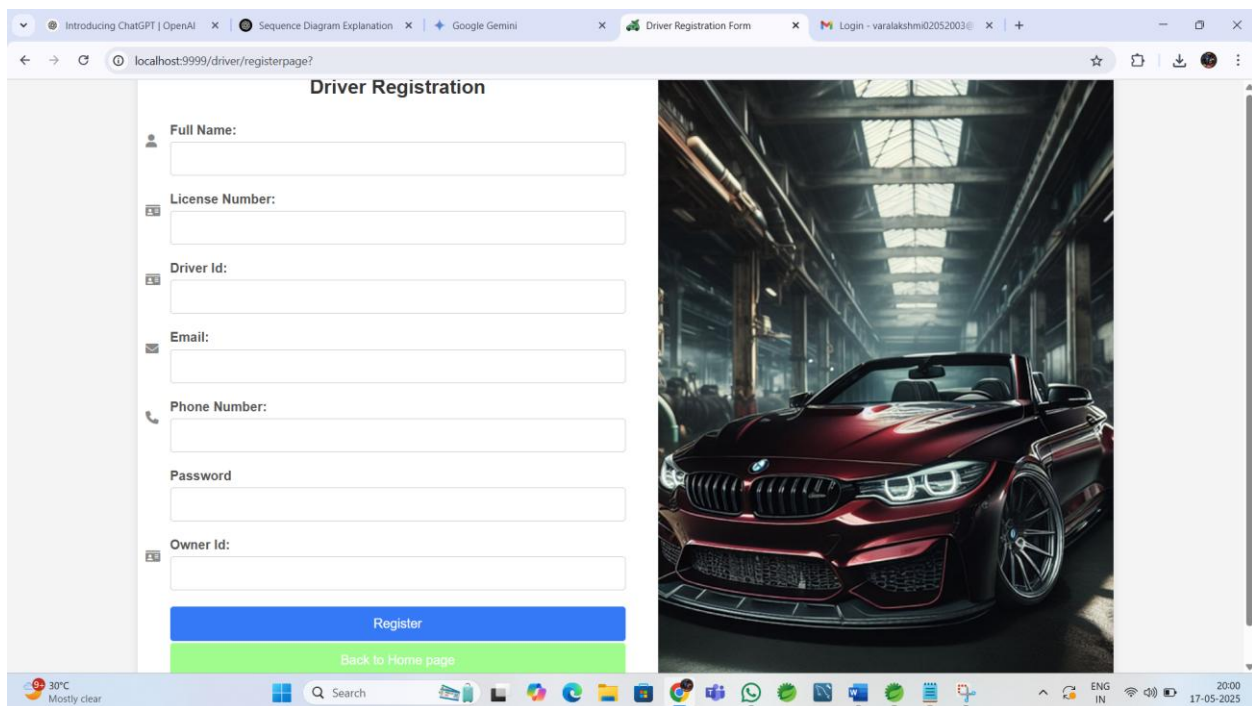 Introducing ChatGPT | OpenAI
Sequence Diagram Explanation
Google Gemini
Driver Registration Form
Login - varalakshmi02052003@
localhost:9999/driver/registerpage?
Driver Registration
Full Name:
License Number:
Driver Id:
Email:
Phone Number:
Password
Owner Id:
Register
Back to Home page
9+
30°C
Mostly clear
Search
ENG
IN
20:00
17-05-2025